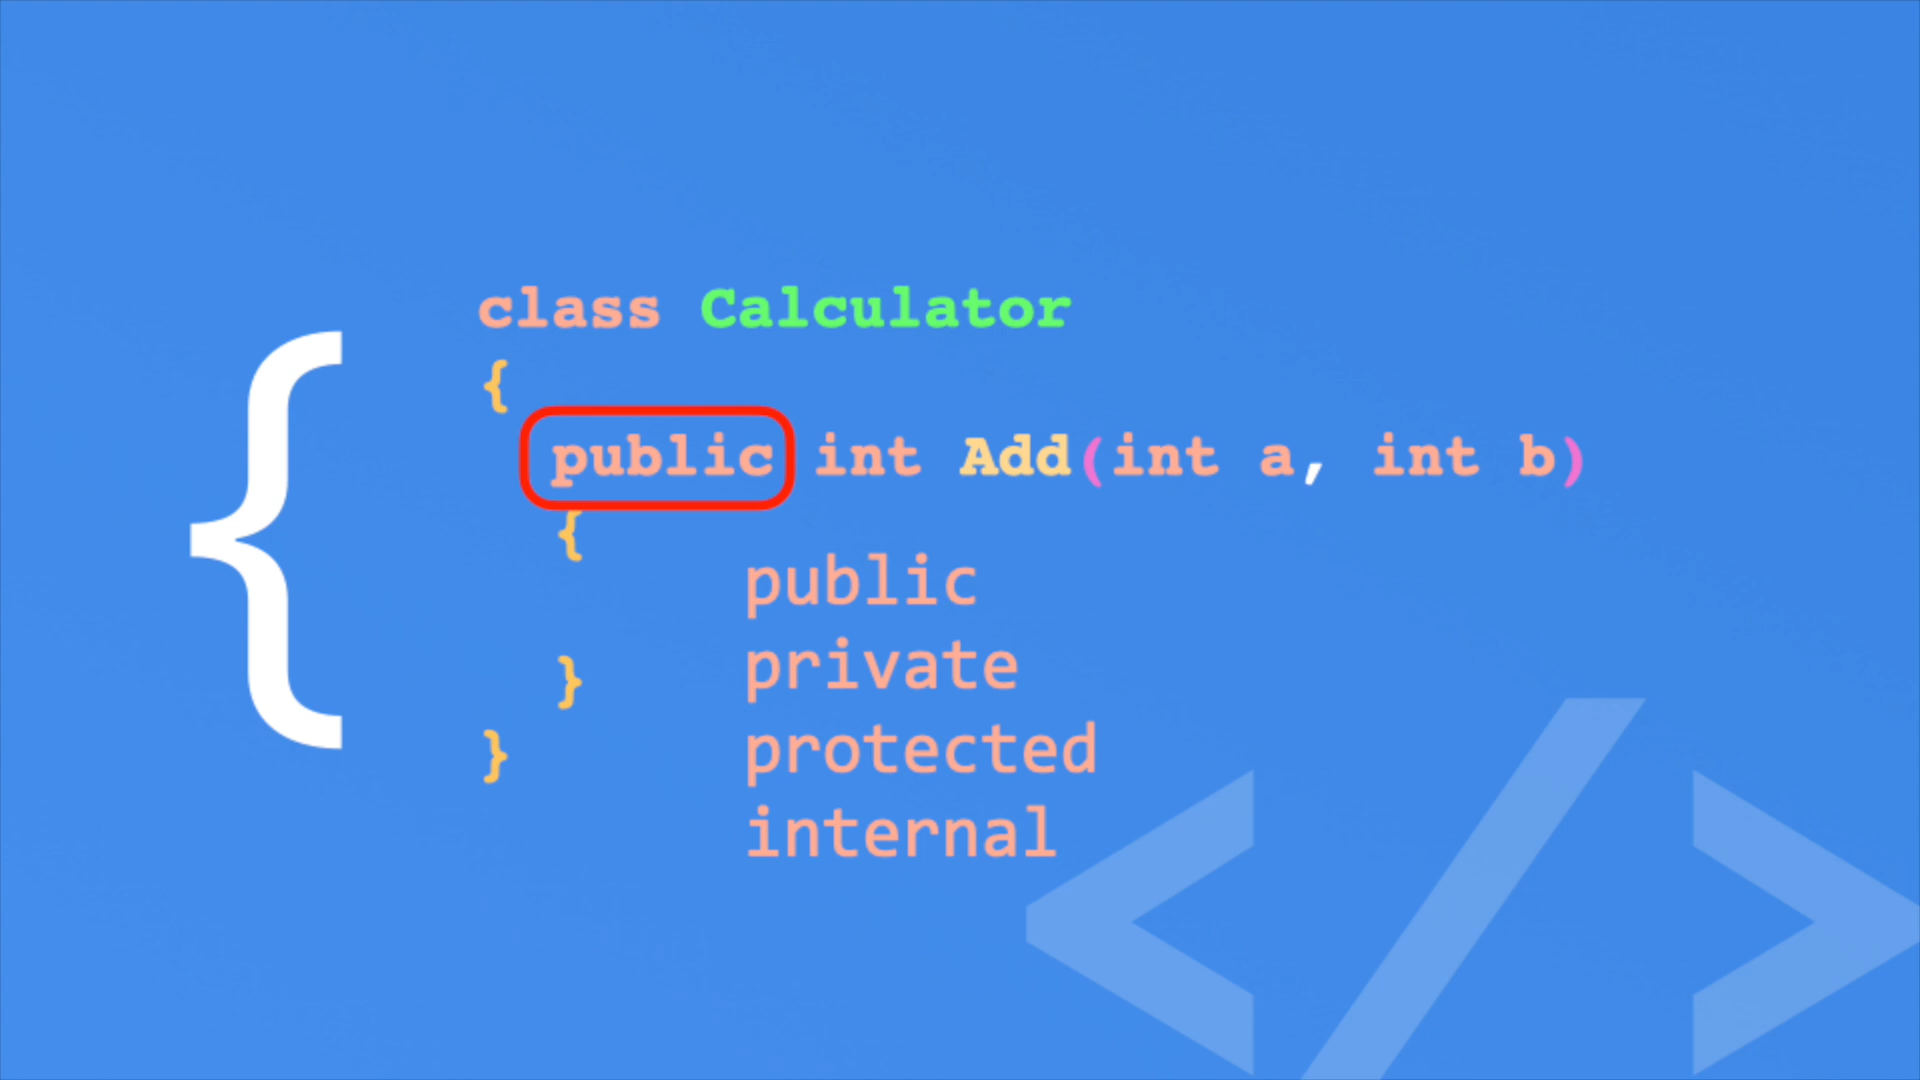 class Calculator
{
public int Add(int a, int b)
{
public
private
}
protected
}
internal
{
</>